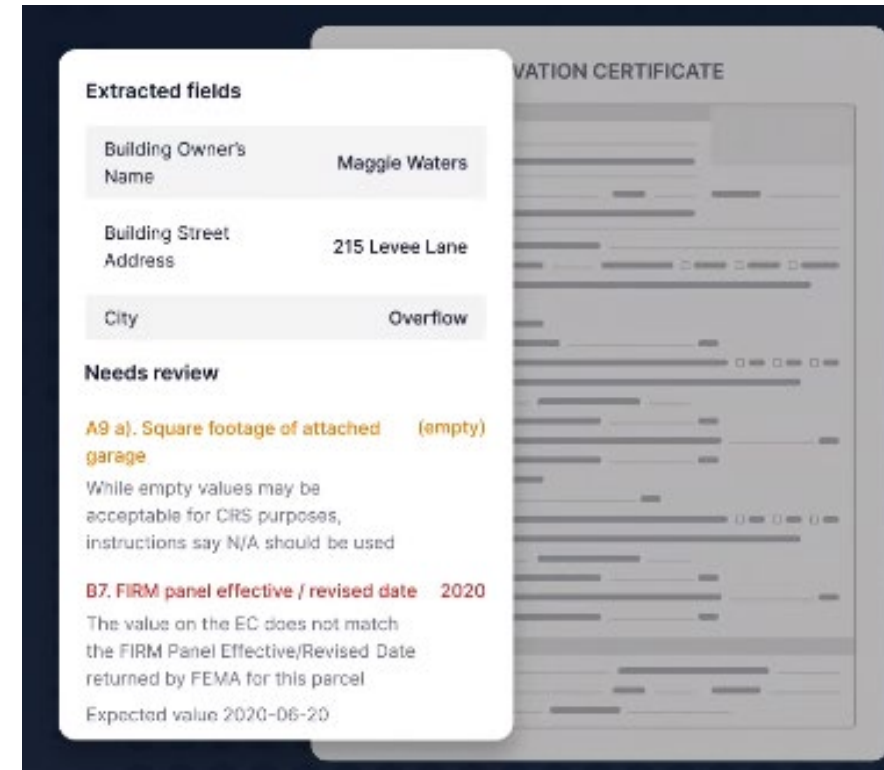 VATION CERTIFICATE
Extracted fields
Building Owner's
Name
Maggie Waters
Building Street
Address
215 Levee Lane
City
Overflow
Needs review
A9 a). Square footage of attached
garage
(empty)
While empty values may be
acceptable for CRS purposes,
instructions say N/A should be used
B7. FIRM panel effective / revised date
2020
The value on the EC does not match
the FIRM Panel Effective/Revised Date
returned by FEMA for this parcel
Expected value 2020-06-20